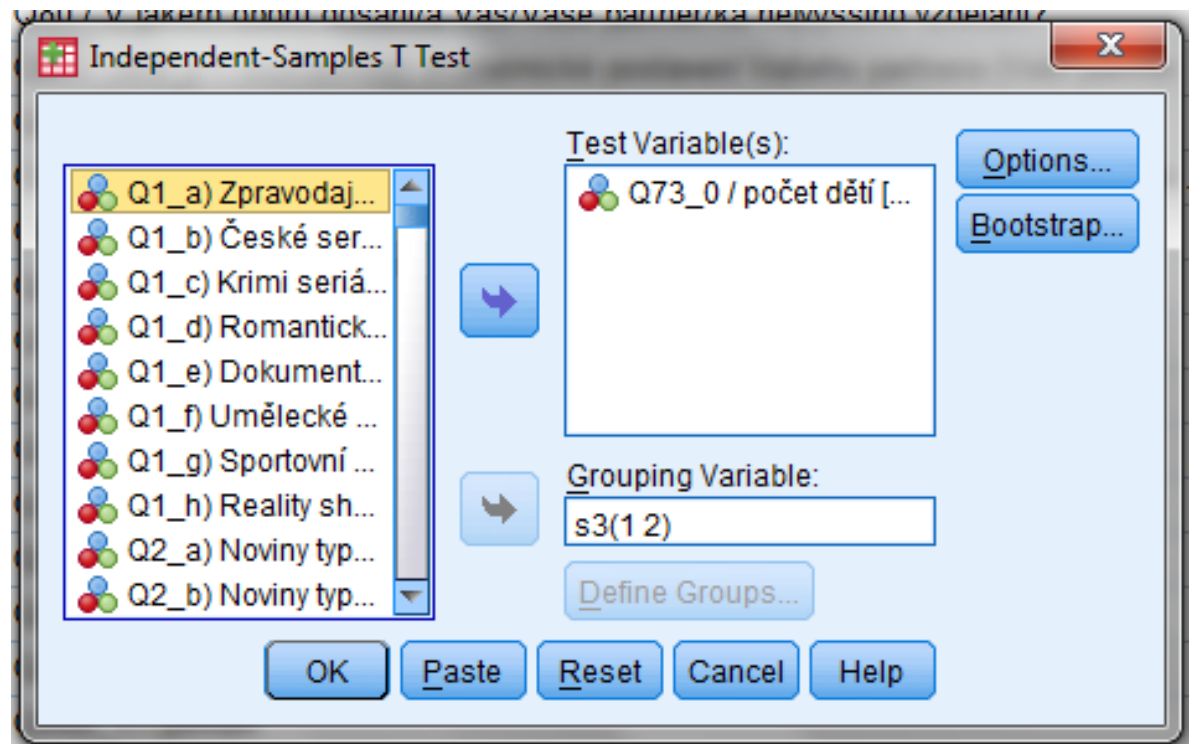 Independent-Samples T Test
Test Variable(s):
Q1_a) Zpravodaj...
Q1_b) České ser...
Q1_c) Krimi seriá...
Q1_d) Romantick...
Q1_e) Dokument...
Q1_f) Umělecké ...
Q1_g) Sportovní ...
Q1_h) Reality sh...
Q2_a) Noviny typ...
Q2_b) Noviny typ...
Q73_0 / počet dětí [...
Options...
Bootstrap...
Grouping Variable:
s3(1 2)
Define Groups...
OK Paste Reset Cancel Help